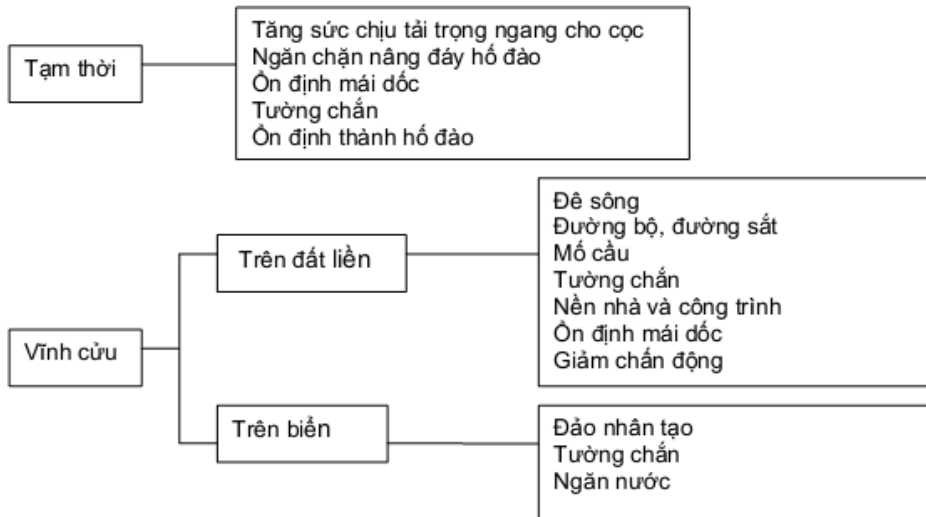 Tạm thời
Tăng sức chịu tải trọng ngang cho cọc
Ngăn chặn nâng đáy hố đào
Ổn định mái dốc
Tường chắn
Ổn định thành hố đào
Vĩnh cửu
Trên đất liền
Đê sông
Đường bộ, đường sắt
Mố cầu
Tường chắn
Nền nhà và công trình
Ổn định mái dốc
Giảm chấn động
Trên biển
Đảo nhân tạo
Tường chắn
Ngăn nước